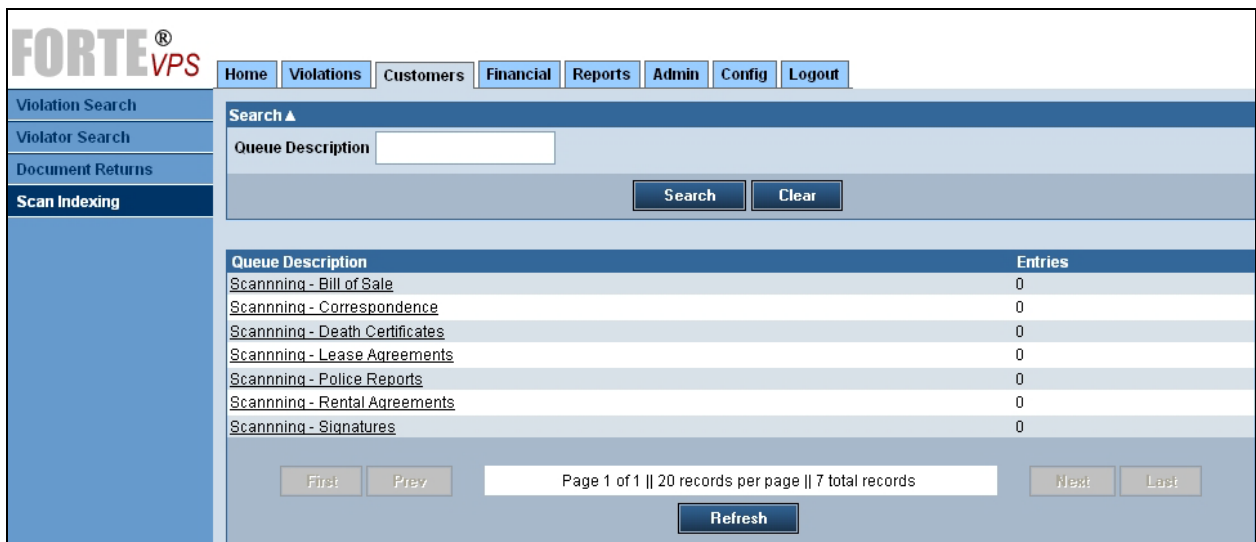 FORTE® VPS
Home Violations Customers Financial Reports Admin Config Logout
Violation Search
Violator Search
Document Returns
Scan Indexing
Search▲
Queue Description
Search Clear
Queue Description Entries
Scannning - Bill of Sale 0
Scannning - Correspondence 0
Scannning - Death Certificates 0
Scannning - Lease Agreements 0
Scannning - Police Reports 0
Scannning - Rental Agreements 0
Scannning - Signatures 0
First Prev Page 1 of 1 || 20 records per page || 7 total records Next Last
Refresh